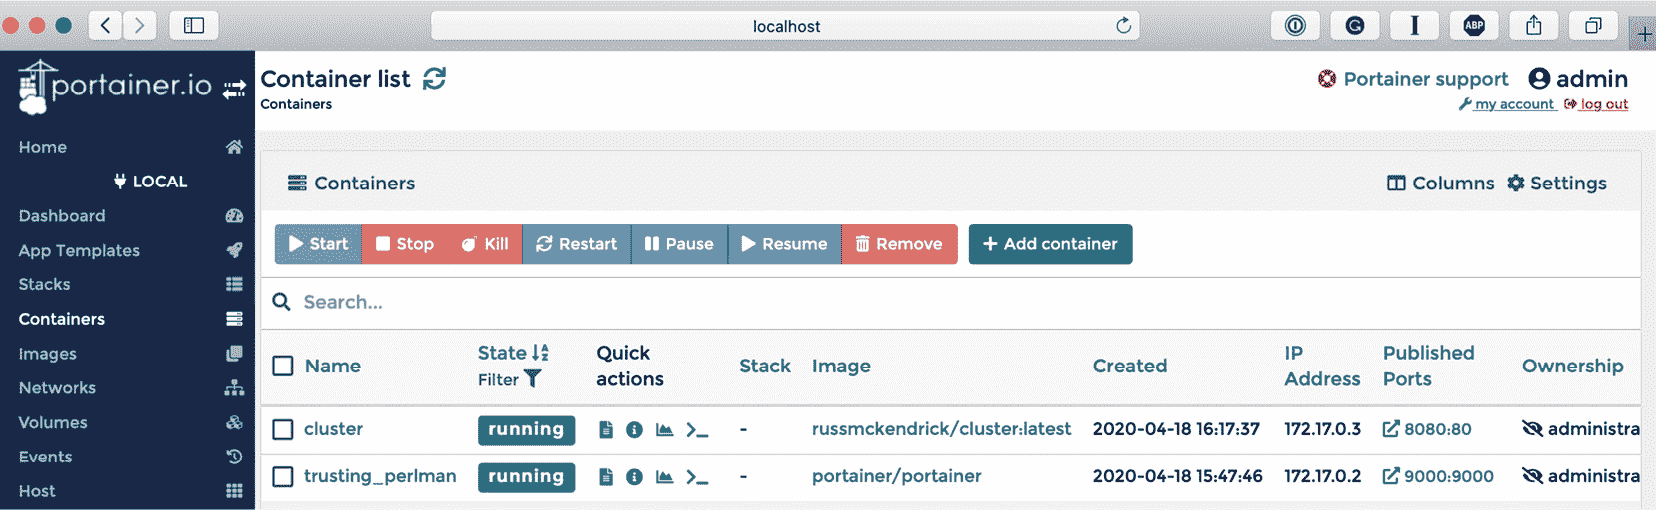 localhost
ABP
portainer.io
Container list
Containers
Portainer support
admin
my account
log out
Home
LOCAL
Dashboard
App Templates
Stacks
Containers
Images
Networks
Volumes
Events
Host
Containers
Columns
Settings
Start
Stop
Kill
Restart
Pause
Resume
Remove
+ Add container
Search...
Name
State
Filter
Quick
actions
Stack
Image
Created
IP
Address
Published
Ports
Ownership
cluster running - russmckendrick/cluster:latest 2020-04-18 16:17:37 172.17.0.3 8080:80 administra
trusting_perlman running - portainer/portainer 2020-04-18 15:47:46 172.17.0.2 9000:9000 administra